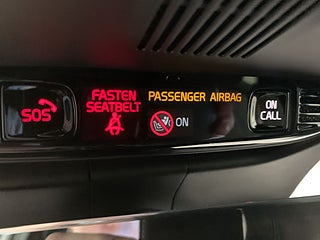 SOS
FASTEN
SEATBELT
PASSENGER AIRBAG
ON
ON
CALL